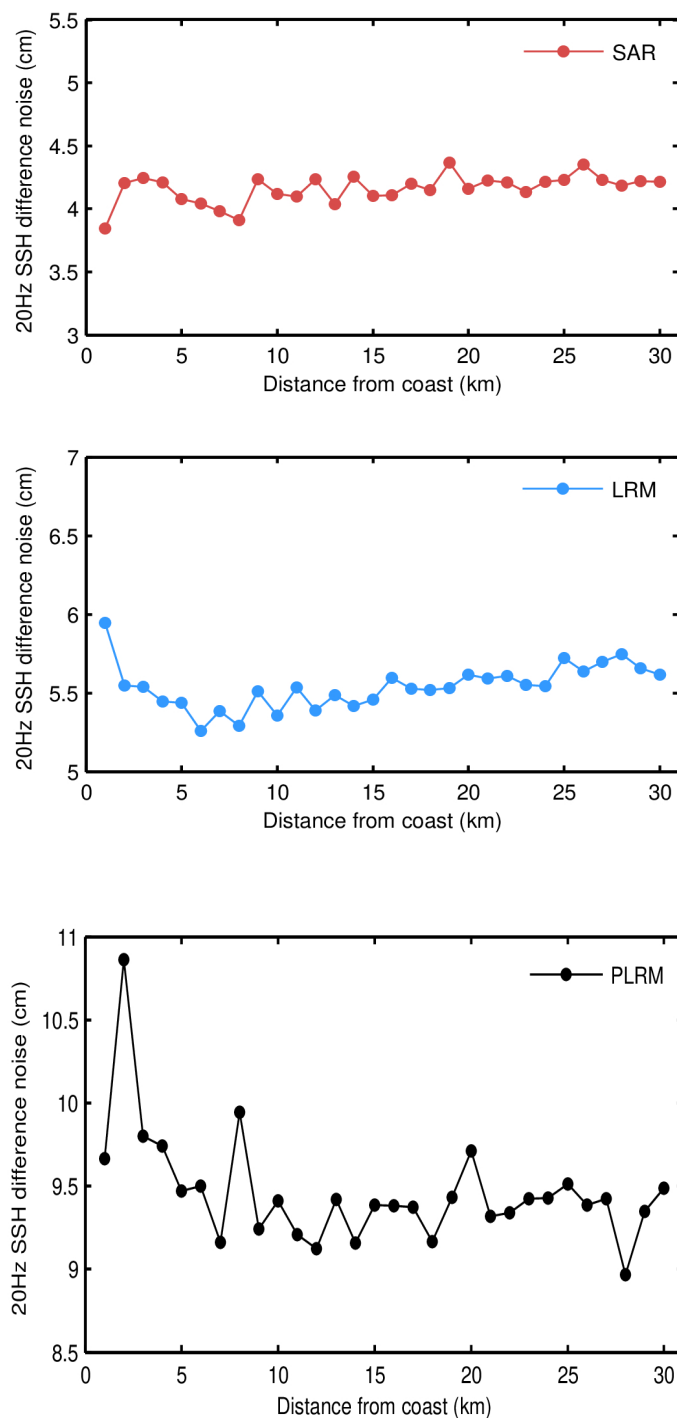 5.5
5
4.5
4
3.5
3
20Hz SSH difference noise (cm)
SAR
0 5 10 15 20 25 30
Distance from coast (km)
7
6.5
6
5.5
5
20Hz SSH difference noise (cm)
LRM
0 5 10 15 20 25 30
Distance from coast (km)
11
10.5
10
9.5
9
8.5
20Hz SSH difference noise (cm)
PLRM
0 5 10 15 20 25 30
Distance from coast (km)